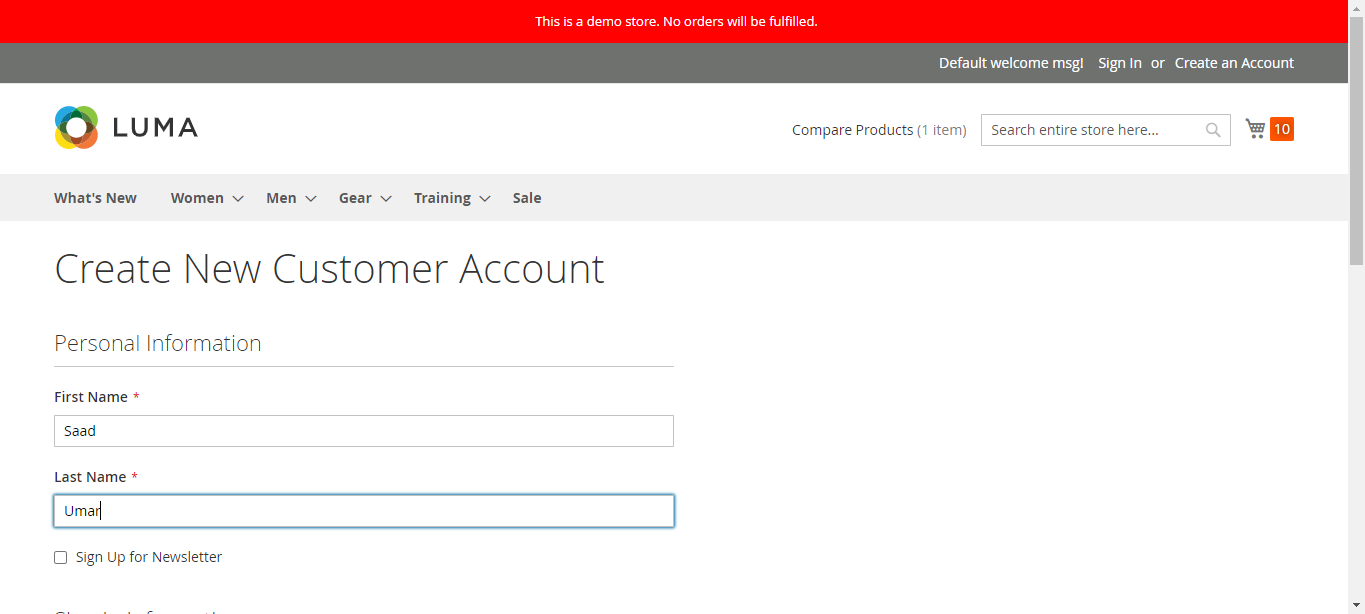 This is a demo store. No orders will be fulfilled.
Default welcome msg! Sign In or Create an Account
LUMA
Compare Products (1 item) Search entire store here... 10
What's New Women Men Gear Training Sale
Create New Customer Account
Personal Information
First Name *
Saad
Last Name *
Umar
Sign Up for Newsletter